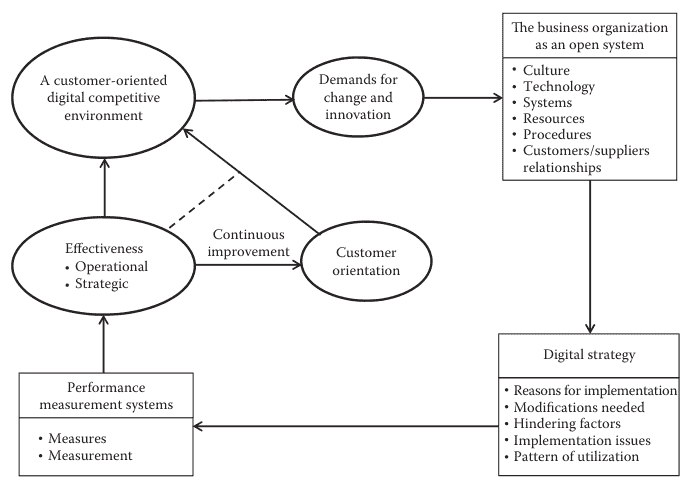 The business organization
as an open system
• Culture
• Technology
• Systems
• Resources
• Procedures
• Customers/suppliers
relationships
A customer-oriented
digital competitive
environment
Demands for
change and
innovation
Effectiveness
• Operational
• Strategic
Continuous
improvement
Customer
orientation
Digital strategy
• Reasons for implementation
• Modifications needed
• Hindering factors
• Implementation issues
• Pattern of utilization
Performance
measurement systems
• Measures
• Measurement